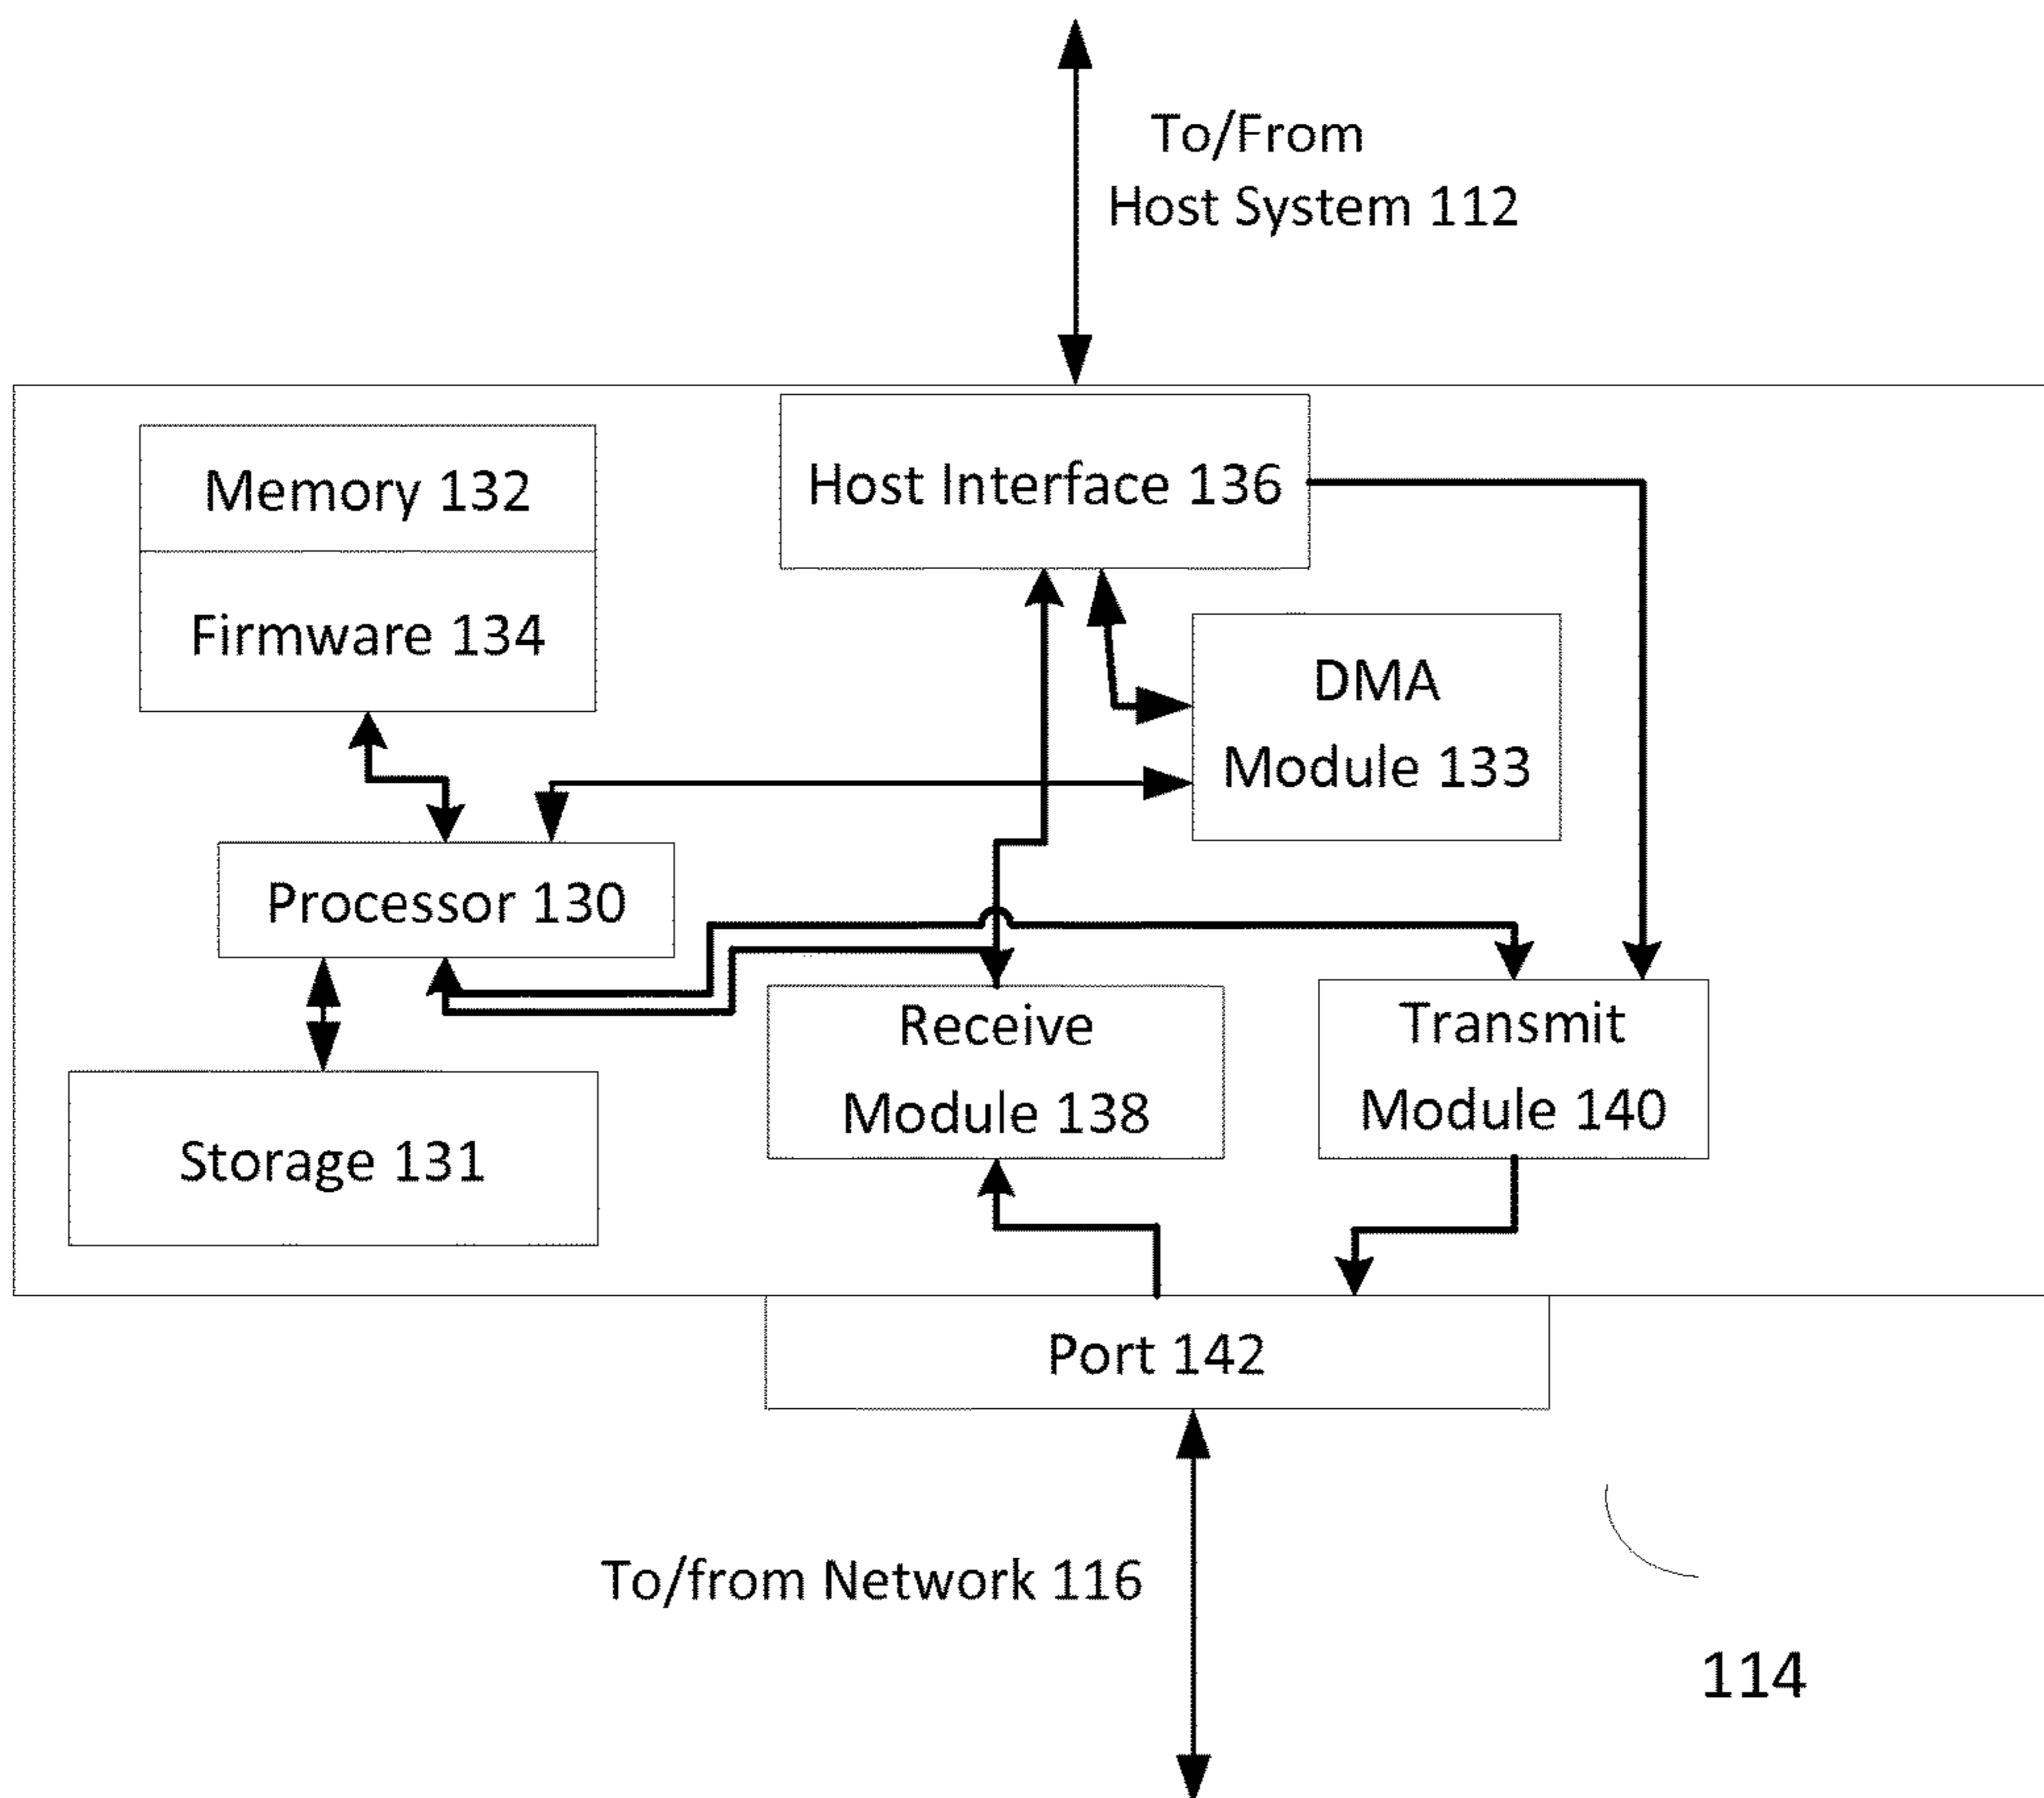 To/From
Host System 112
Memory 132
Host Interface 136
Firmware 134
DMA
Module 133
Processor 130
Receive
Module 138
Transmit
Module 140
Storage 131
Port 142
To/from Network 116
114